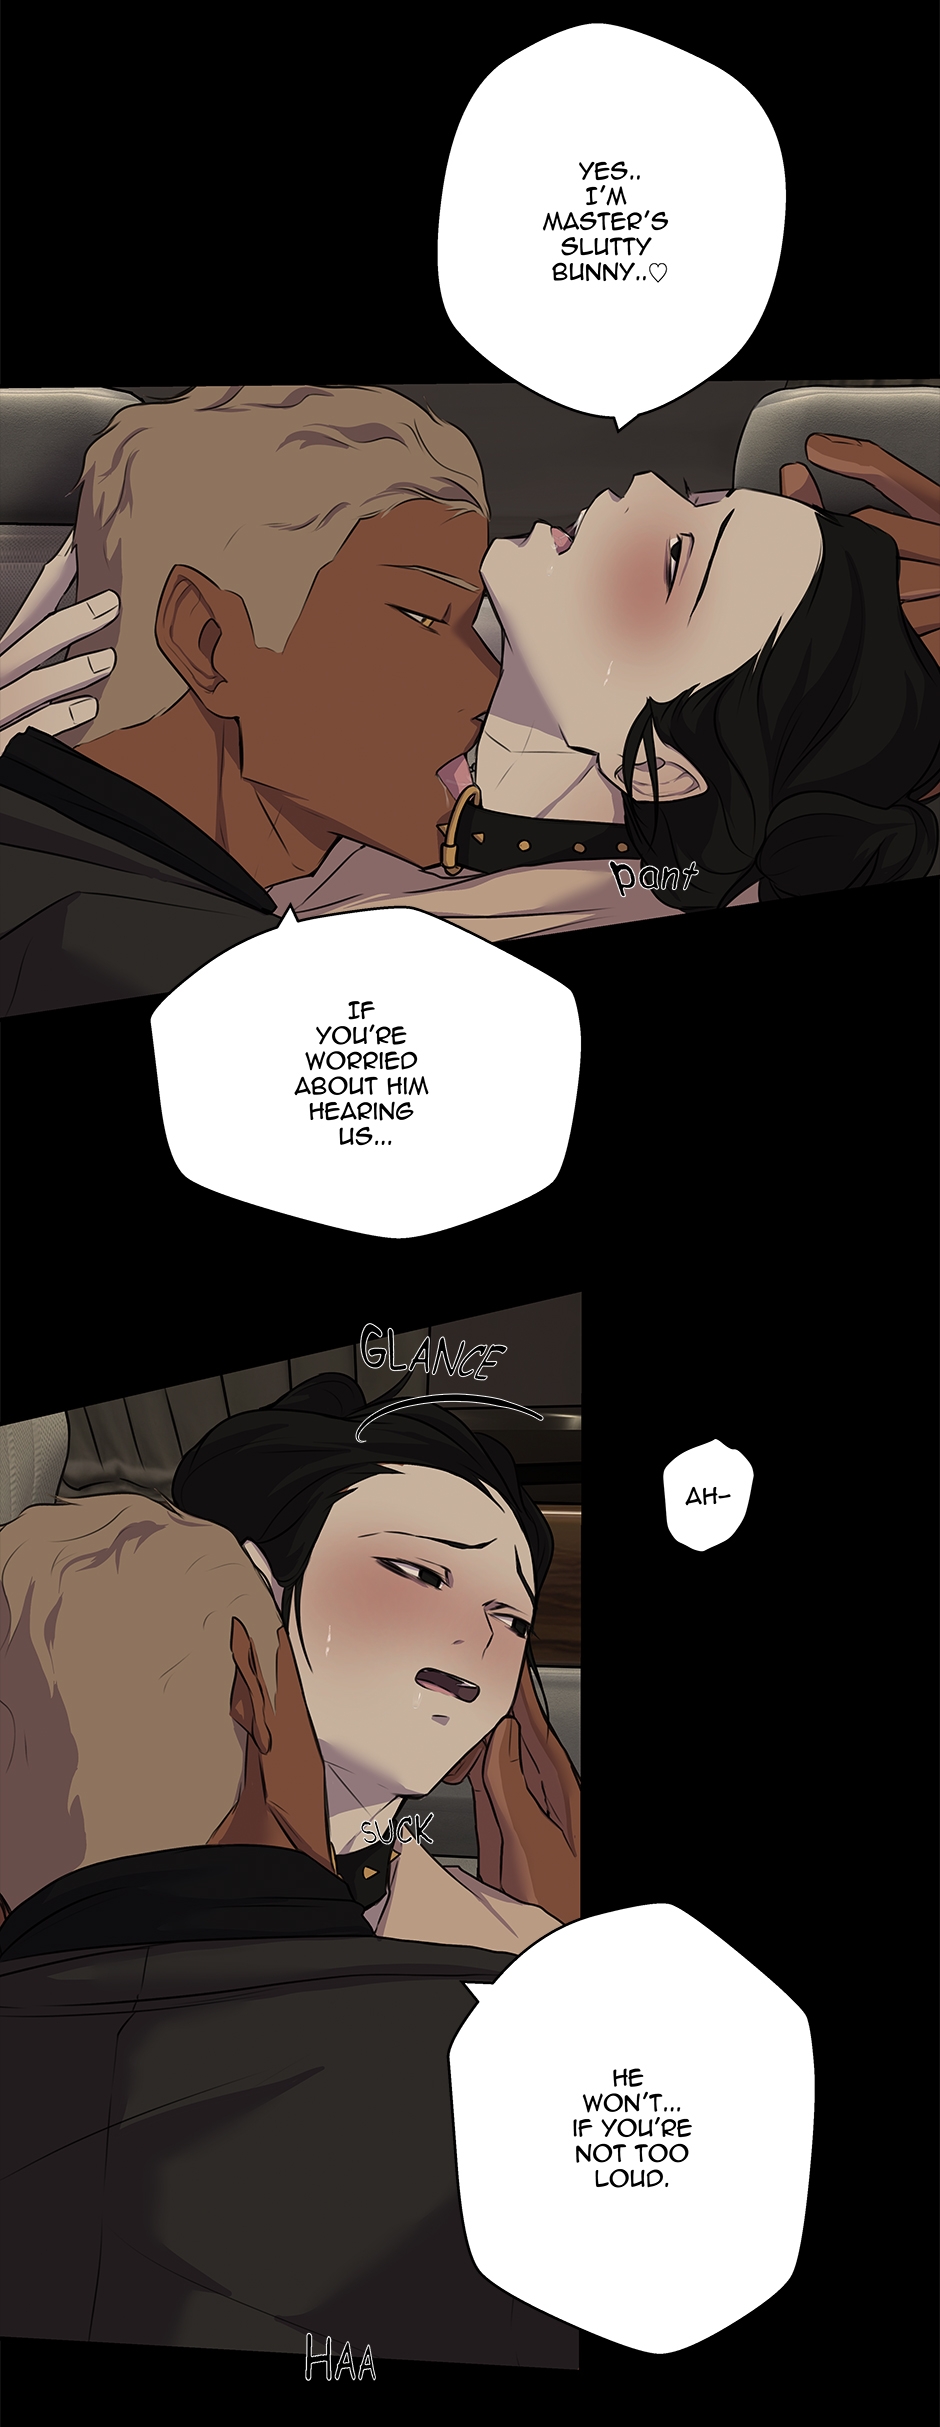 YES..
I'M
MASTER'S
SLUTTY
BUNNY..♡
pant
IF
YOU'RE
WORRIED
ABOUT HIM
HEARING
US...
GLANCE
AH-
SUCK
HE
WON'T...
IF YOU'RE
NOT TOO
LOUD.
HAA